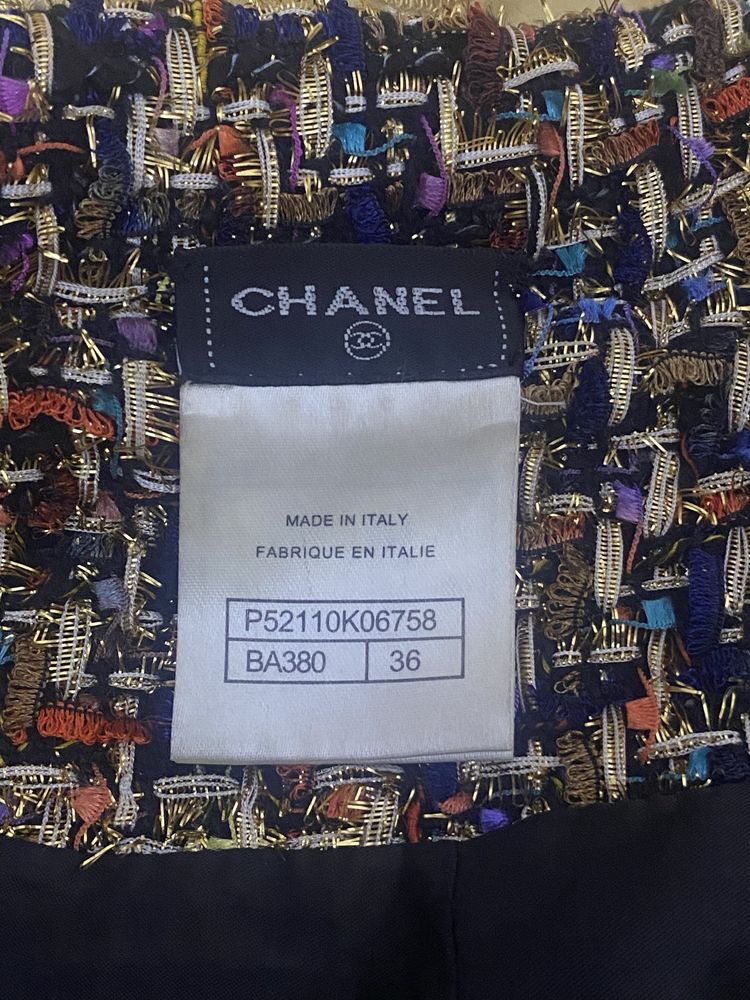 CHANEL
MADE IN ITALY
FABRIQUE EN ITALIE
P52110K06758
BA380 36